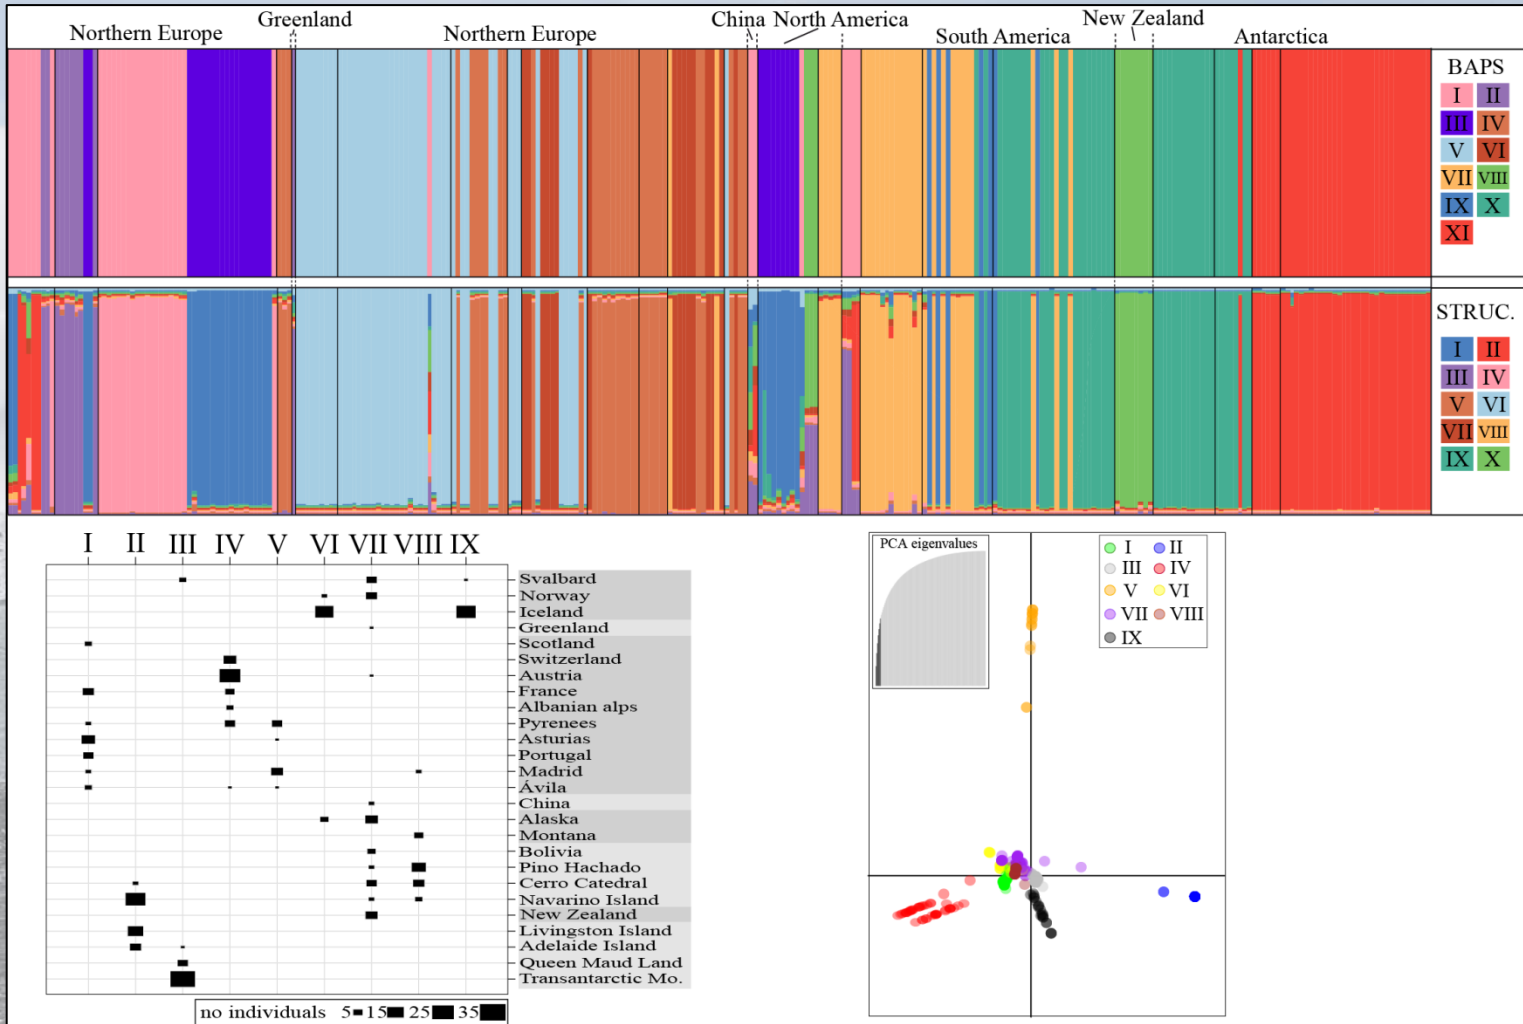 Northern Europe
Greenland
Northern Europe
China
North America
South America
New Zealand
Antarctica
BAPS
I II
III IV
V VI
VII VIII
IX X
XI
STRUC.
I II
III IV
V VI
VII VIII
IX X
I II III IV V VI VII VIII IX
Svalbard
Norway
Iceland
Greenland
Scotland
Switzerland
Austria
France
Albanian alps
Pyrenees
Asturias
Portugal
Madrid
Ávila
China
Alaska
Montana
Bolivia
Pino Hachado
Cerro Catedral
Navarino Island
New Zealand
Livingston Island
Adelaide Island
Queen Maud Land
Transantarctic Mo.
no individuals 5 15 25 35
PCA eigenvalues
I II
III IV
V VI
VII VIII
IX